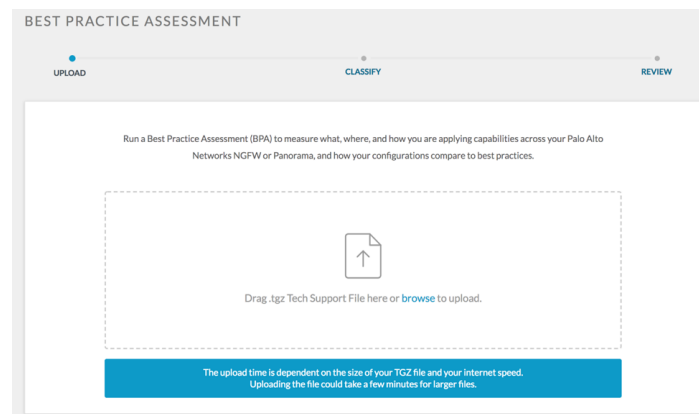 BEST PRACTICE ASSESSMENT
UPLOAD
CLASSIFY
REVIEW
Run a Best Practice Assessment (BPA) to measure what, where, and how you are applying capabilities across your Palo Alto
Networks NGFW or Panorama, and how your configurations compare to best practices.
Drag .tgz Tech Support File here or browse to upload.
The upload time is dependent on the size of your TGZ file and your internet speed.
Uploading the file could take a few minutes for larger files.